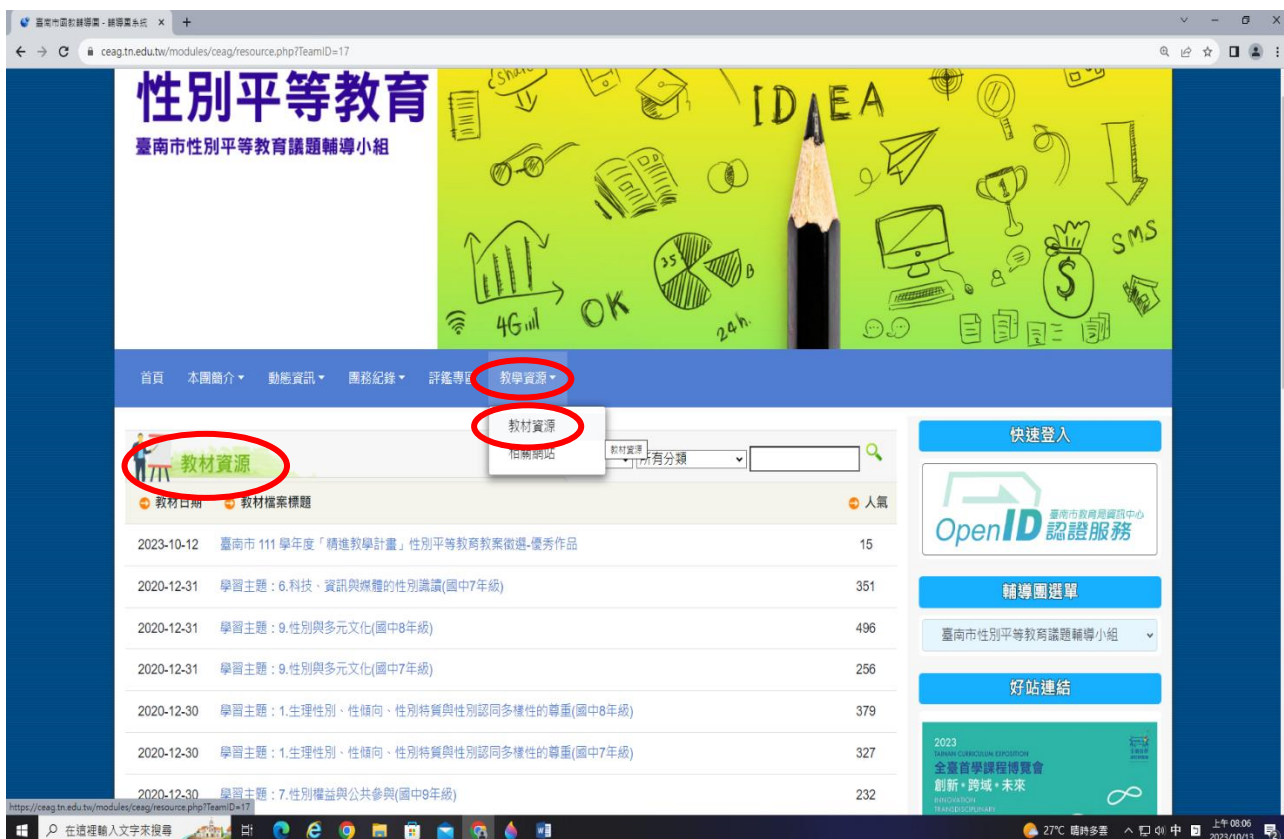 臺南市國教輔導團 - 輔導團系統
ceag.tn.edu.tw/modules/ceag/resource.php?TeamID=17
性別平等教育
臺南市性別平等教育議題輔導小組
(share
IDEA
35
B
4G
OK
24h.
SMS
$
1
首頁 本團簡介 動態資訊 團務紀錄 評鑑專區 教學資源
教材資源
相關網站
教材資源
所有分類
教材資源
教材日期 教材檔案標題 人氣
2023-10-12 臺南市 111 學年度「精進教學計畫」性別平等教育教案徵選-優秀作品 15
2020-12-31 學習主題：6.科技、資訊與媒體的性別識讀(國中7年級) 351
2020-12-31 學習主題：9.性別與多元文化(國中8年級) 496
2020-12-31 學習主題：9.性別與多元文化(國中7年級) 256
2020-12-30 學習主題：1.生理性別、性傾向、性別特質與性別認同多樣性的尊重(國中8年級) 379
2020-12-30 學習主題：1.生理性別、性傾向、性別特質與性別認同多樣性的尊重(國中7年級) 327
2020-12-30 學習主題：7.性別權益與公共參與(國中9年級) 232
快速登入
OpenID
臺南市教育局資訊中心
認證服務
輔導團選單
臺南市性別平等教育議題輔導小組
好站連結
2023
TAIWAN CURRICULUM EXPOSITION
全臺首學課程博覽會
創新•跨域•未來
INNOVATION
TRANSDISCIPLINARY
https://ceag.tn.edu.tw/modules/ceag/resource.php?TeamID=17
在這裡輸入文字來搜尋
27°C 晴時多雲
中
上午 08:06
2023/10/13